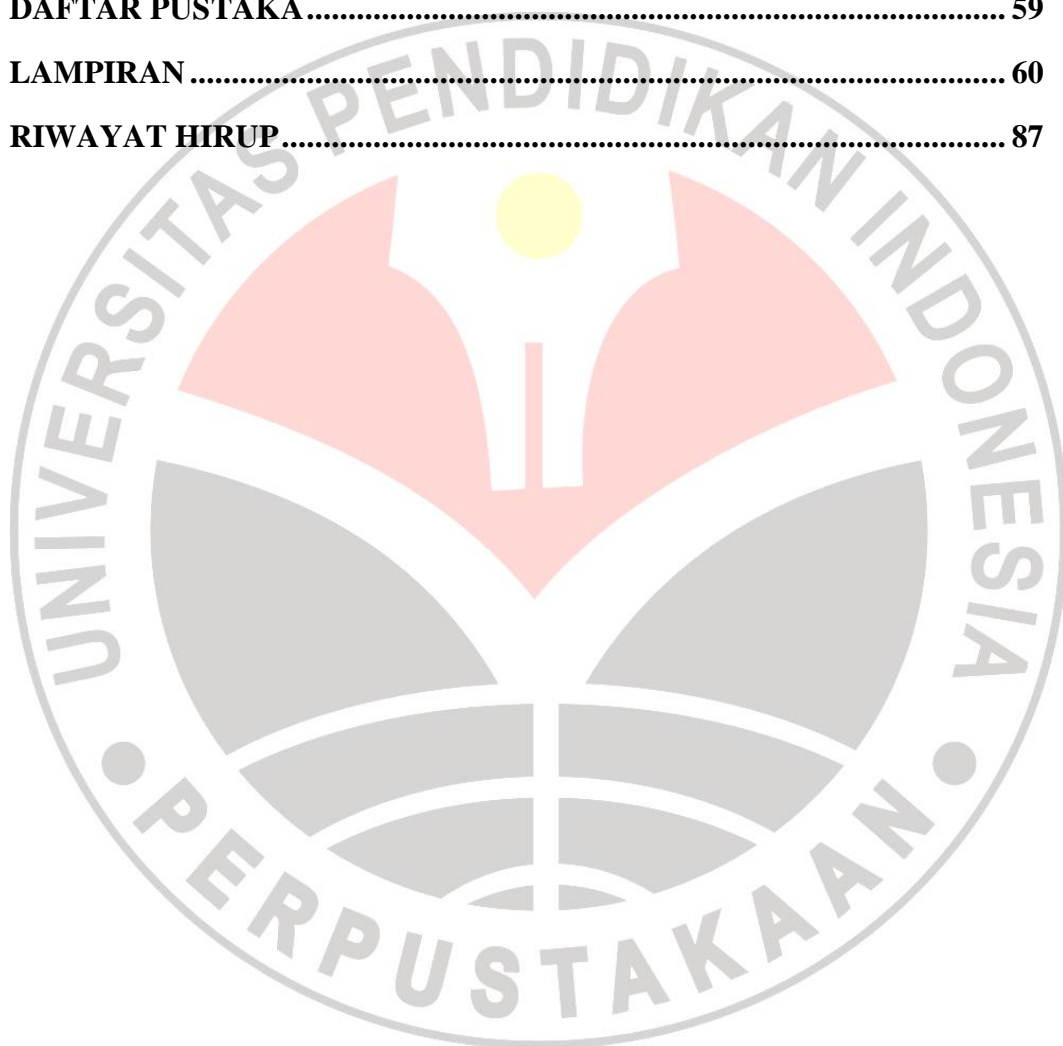 DAFTAR PUSTAKA ........................................................................................................ 59
LAMPIRAN ........................................................................................................ 60
RIWAYAT HIRUP ........................................................................................................ 87
UNIVERSITAS PENDIDIKAN INDONESIA
PERPUSTAKAAN